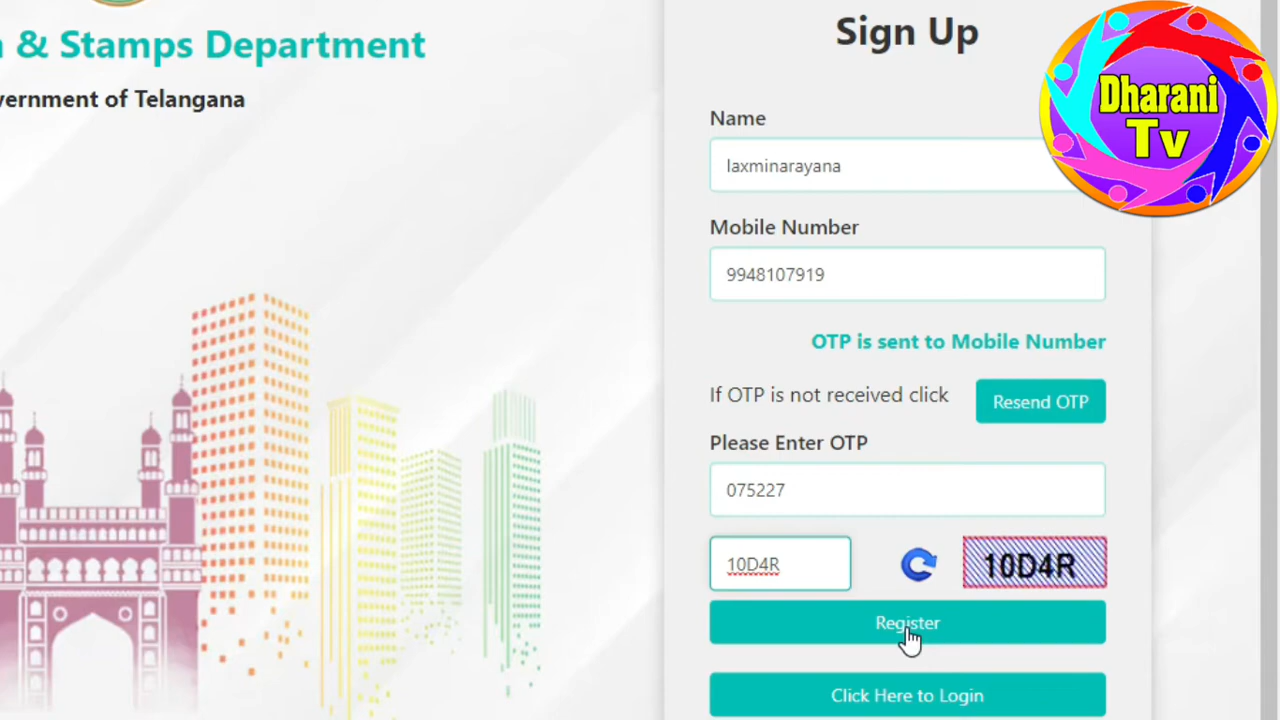 & Stamps Department
vernment of Telangana
Sign Up
Dharani
Tv
Name
laxminarayana
Mobile Number
9948107919
OTP is sent to Mobile Number
If OTP is not received click
Resend OTP
Please Enter OTP
075227
10D4R
10D4R
Register
Click Here to Login